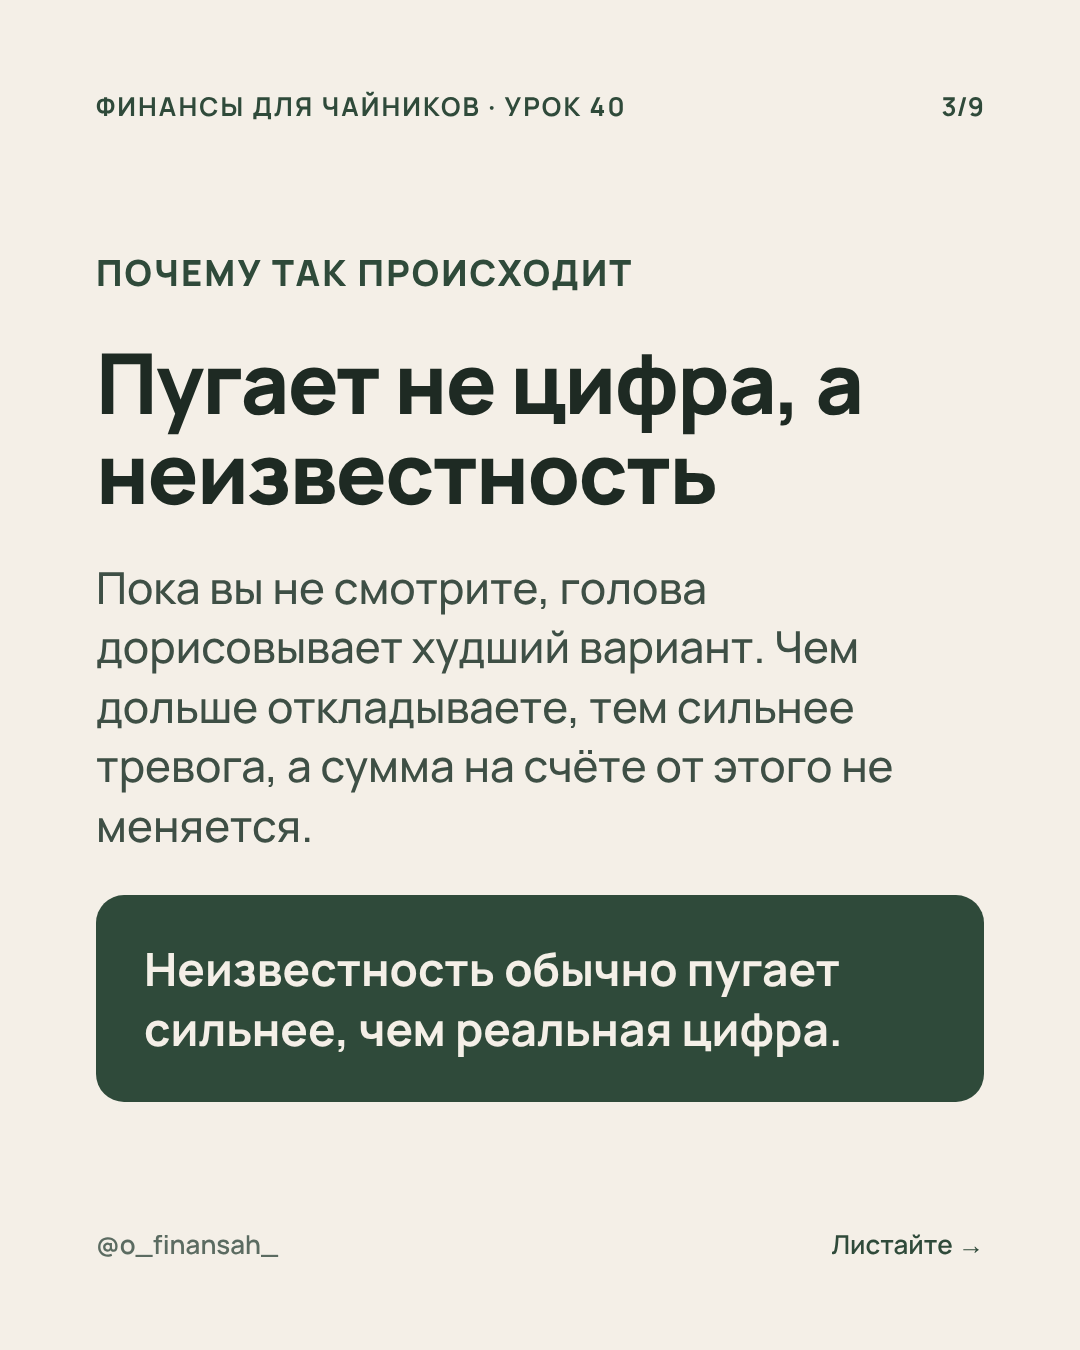 ФИНАНСЫ ДЛЯ ЧАЙНИКОВ · УРОК 40
3/9
ПОЧЕМУ ТАК ПРОИСХОДИТ
Пугает не цифра, а
неизвестность
Пока вы не смотрите, голова
дорисовывает худший вариант. Чем
дольше откладываете, тем сильнее
тревога, а сумма на счёте от этого не
меняется.
Неизвестность обычно пугает
сильнее, чем реальная цифра.
@o_finansah_
Листайте →